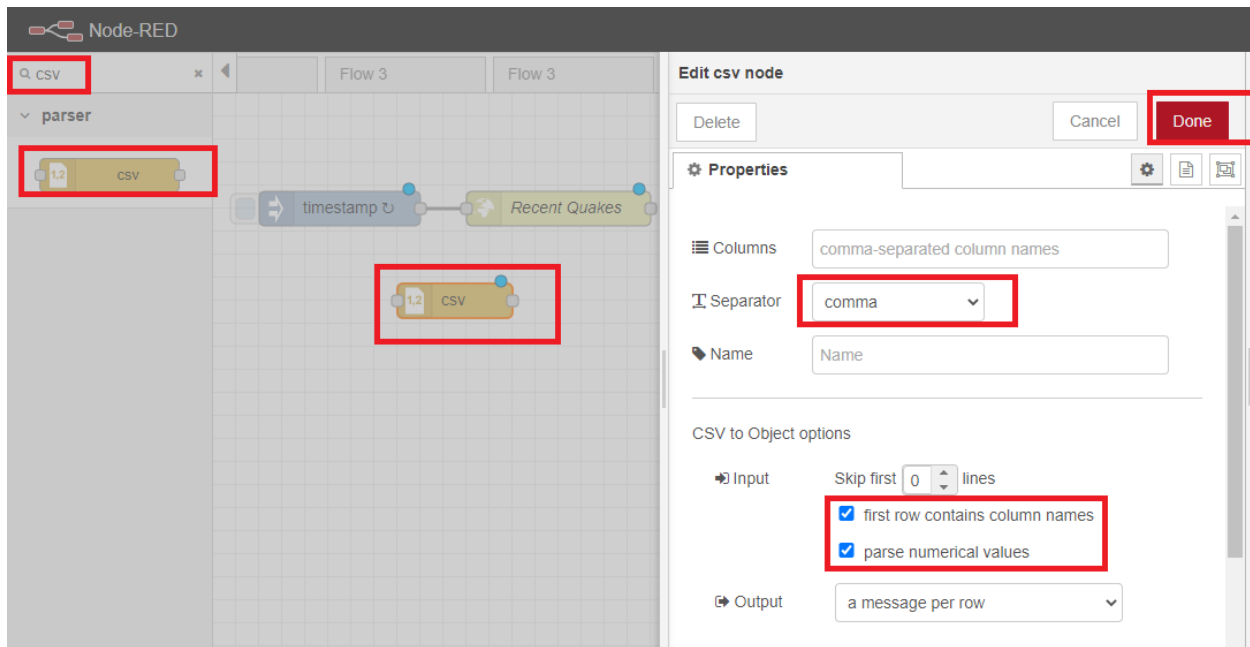 Node-RED
csv
Flow 3
Flow 3
parser
1,2
csv
timestamp ↻
Recent Quakes
1,2
csv
Edit csv node
Delete
Cancel
Done
Properties
Columns
comma-separated column names
Separator
comma
Name
Name
CSV to Object options
Input
Skip first 0 lines
first row contains column names
parse numerical values
Output
a message per row